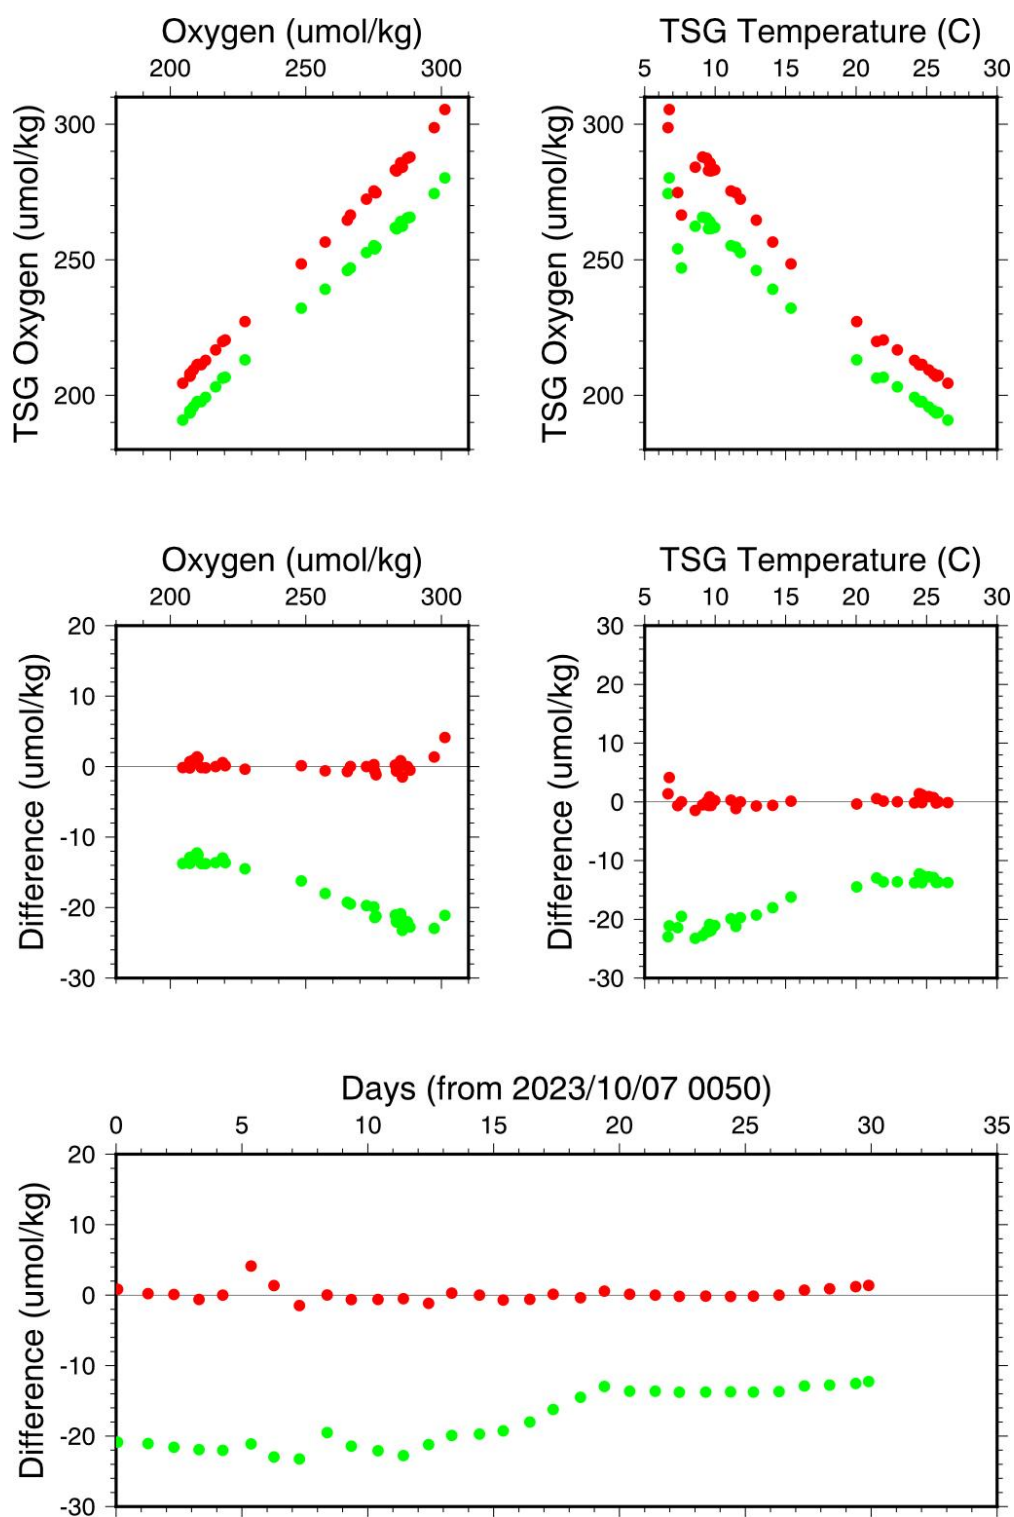 Oxygen (umol/kg)
200 250 300
TSG Oxygen (umol/kg)
300
250
200
TSG Temperature (C)
5 10 15 20 25 30
TSG Oxygen (umol/kg)
300
250
200
Oxygen (umol/kg)
200 250 300
Difference (umol/kg)
20
10
0
-10
-20
-30
TSG Temperature (C)
5 10 15 20 25 30
Difference (umol/kg)
30
20
10
0
-10
-20
-30
Days (from 2023/10/07 0050)
0 5 10 15 20 25 30 35
Difference (umol/kg)
20
10
0
-10
-20
-30